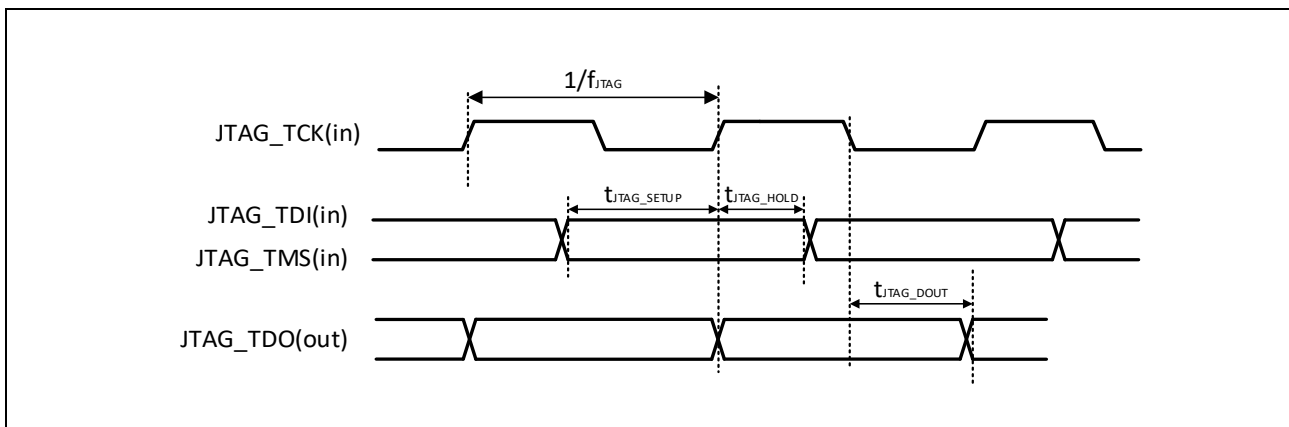 1/fJTAG
JTAG_TCK(in)
tJTAG_SETUP tJTAG_HOLD
JTAG_TDI(in)
JTAG_TMS(in)
tJTAG_DOUT
JTAG_TDO(out)